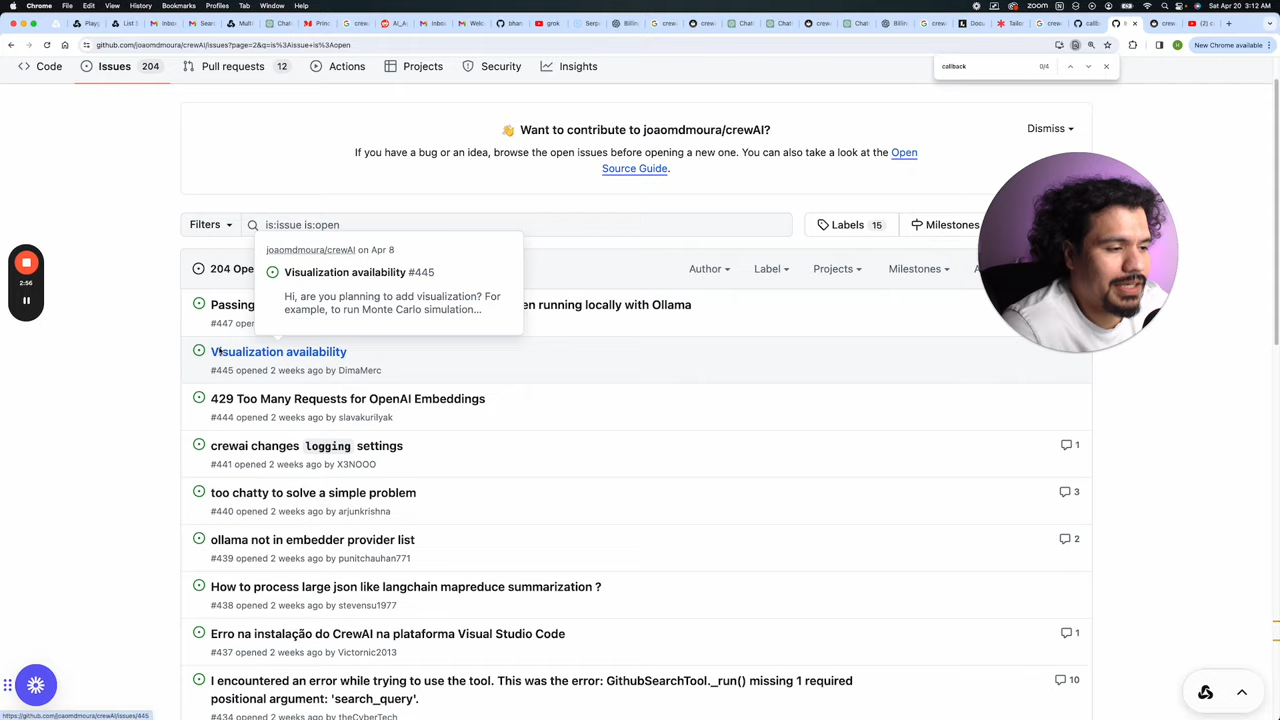 Chrome File Edit View History Bookmarks Profiles Tab Window Help
zoom Sat Apr 20 3:12 AM
github.com/joaomdmoura/crewAI/issues?page=2&q=is%3Aissue+is%3Aopen
New Chrome available
callback 0/4
Code Issues 204 Pull requests 12 Actions Projects Security Insights
👋 Want to contribute to joaomdmoura/crewAI?
Dismiss
If you have a bug or an idea, browse the open issues before opening a new one. You can also take a look at the Open
Source Guide.
Filters is:issue is:open Labels 15 Milestones
joaomdmoura/crewAI on Apr 8
Visualization availability #445
Hi, are you planning to add visualization? For
example, to run Monte Carlo simulation...
204 Ope
Author Label Projects Milestones
Passing en running locally with Ollama
#447 open
Visualization availability
#445 opened 2 weeks ago by DimaMerc
429 Too Many Requests for OpenAI Embeddings
#444 opened 2 weeks ago by slavakurilyak
crewai changes logging settings 1
#441 opened 2 weeks ago by X3NOOO
too chatty to solve a simple problem 3
#440 opened 2 weeks ago by arjunkrishna
ollama not in embedder provider list 2
#439 opened 2 weeks ago by punitchauhan771
How to process large json like langchain mapreduce summarization ?
#438 opened 2 weeks ago by stevensu1977
Erro na instalação do CrewAI na plataforma Visual Studio Code 1
#437 opened 2 weeks ago by Victornic2013
I encountered an error while trying to use the tool. This was the error: GithubSearchTool._run() missing 1 required 10
positional argument: 'search_query'.
#434 opened 2 weeks ago by theCyberTech
2:56
https://github.com/joaomdmoura/crewAI/issues/445